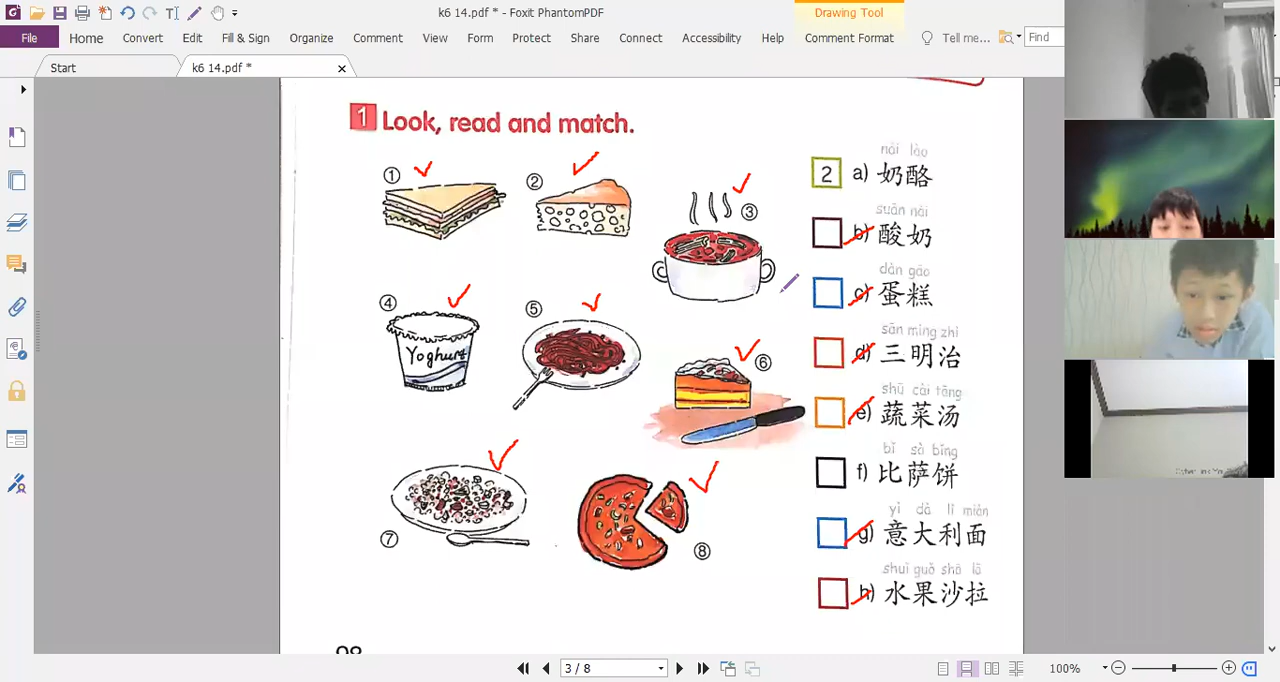 k6 14.pdf * - Foxit PhantomPDF
Drawing Tool
File Home Convert Edit Fill & Sign Organize Comment View Form Protect Share Connect Accessibility Help Comment Format Tell me... Find
Start
k6 14.pdf *
1 Look, read and match.
①
②
③
④
Yoghurt
⑤
⑥
⑦
⑧
nǎi lào
2 a) 奶酪
suān nǎi
b) 酸奶
dàn gāo
c) 蛋糕
sān míng zhì
d) 三明治
shū cài tāng
e) 蔬菜汤
bǐ sà bǐng
f) 比萨饼
yì dà lì miàn
g) 意大利面
shuǐ guǒ shā lā
h) 水果沙拉
3 / 8
100%